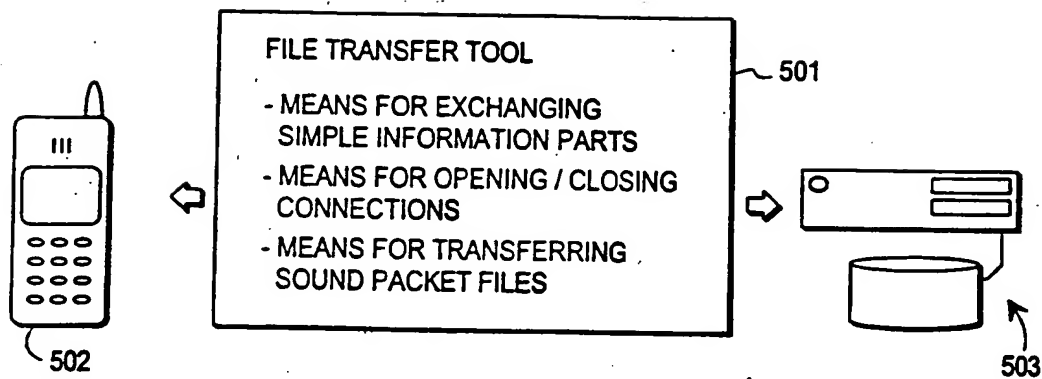 FILE TRANSFER TOOL
- MEANS FOR EXCHANGING
SIMPLE INFORMATION PARTS
- MEANS FOR OPENING / CLOSING
CONNECTIONS
- MEANS FOR TRANSFERRING
SOUND PACKET FILES
501
502
503